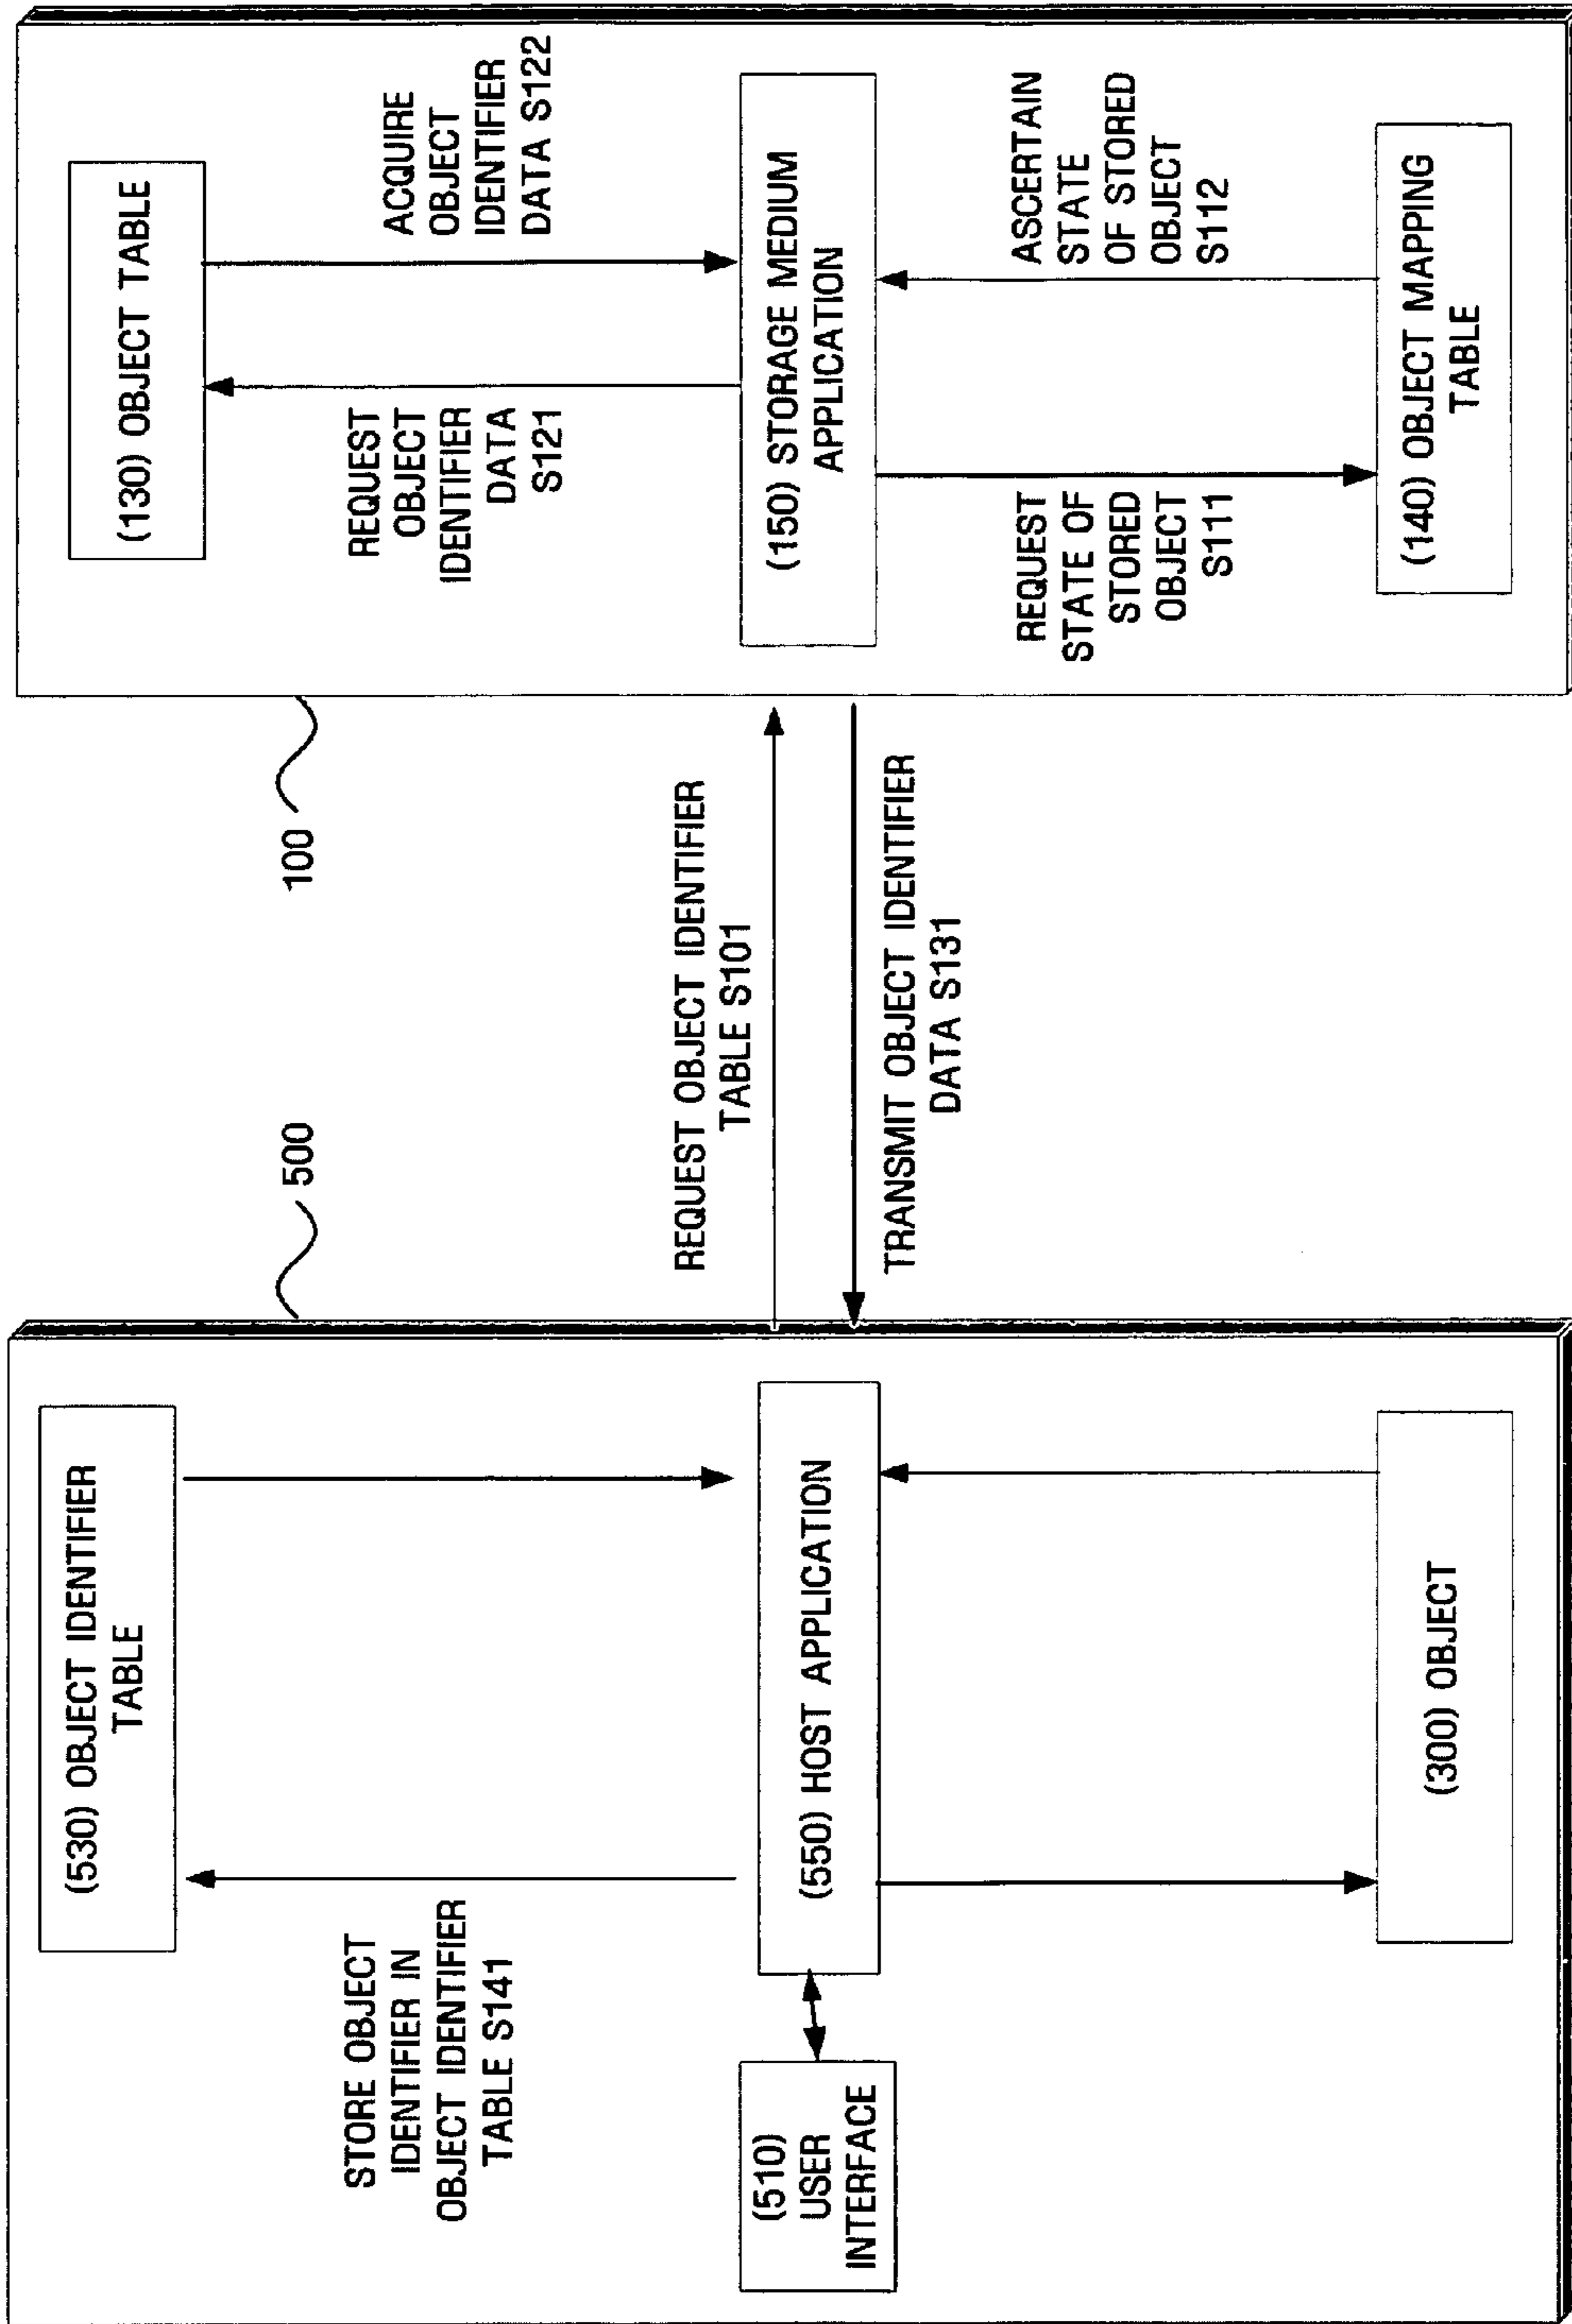 500
(530) OBJECT IDENTIFIER
TABLE
STORE OBJECT
IDENTIFIER IN
OBJECT IDENTIFIER
TABLE S141
(510)
USER
INTERFACE
(550) HOST APPLICATION
(300) OBJECT
REQUEST OBJECT IDENTIFIER
TABLE S101
TRANSMIT OBJECT IDENTIFIER
DATA S131
100
(130) OBJECT TABLE
REQUEST
OBJECT
IDENTIFIER
DATA
S121
ACQUIRE
OBJECT
IDENTIFIER
DATA S122
(150) STORAGE MEDIUM
APPLICATION
REQUEST
STATE OF
STORED
OBJECT
S111
ASCERTAIN
STATE
OF STORED
OBJECT
S112
(140) OBJECT MAPPING
TABLE